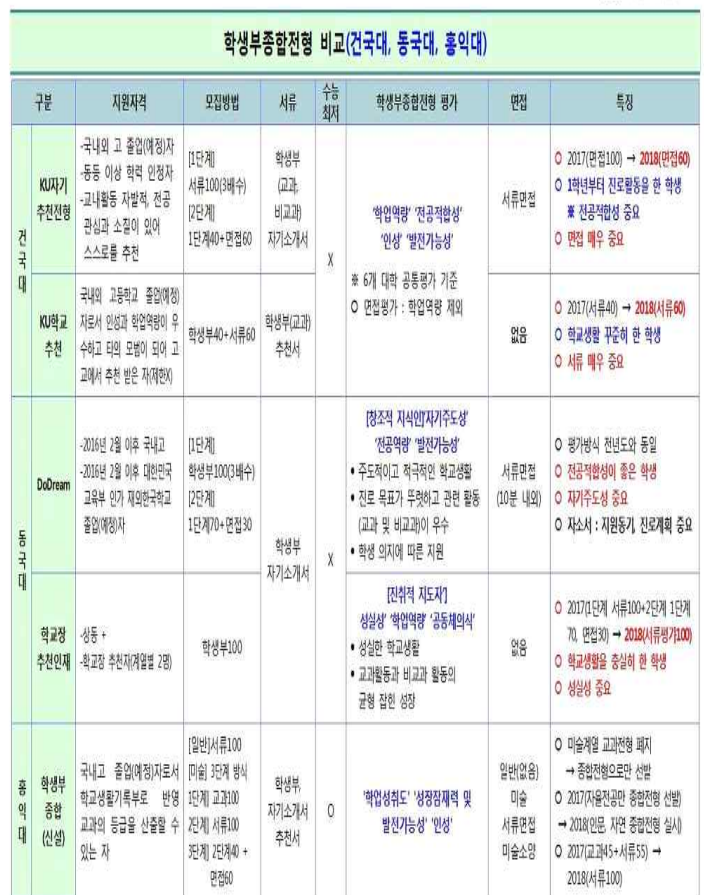 학생부종합전형 비교(건국대, 동국대, 홍익대)
구분
지원자격
모집방법
서류
수능
최저
학생부종합전형 평가
면접
특징
건국대
KU자기
추천전형
-국내외 고 졸업(예정)자
-동등 이상 학력 인정자
-교내활동 자발적, 전공
관심과 소질이 있어
스스로를 추천
[1단계]
서류100(3배수)
[2단계]
1단계40+면접60
학생부
(교과,
비교과)
자기소개서
X
'학업역량' '전공적합성'
'인성' '발전가능성'
※ 6개 대학 공통평가 기준
O 면접평가 : 학업역량 제외
서류면접
O 2017(면접100) → 2018(면접60)
O 1학년부터 진로활동을 한 학생
※ 전공적합성 중요
O 면접 매우 중요
KU학교
추천
국내외 고등학교 졸업(예정)
자로서 인성과 학업역량이 우
수하고 타의 모범이 되어 고
교에서 추천 받은 자(제한X)
학생부40+서류60
학생부(교과)
추천서
없음
O 2017(서류40) → 2018(서류60)
O 학교생활 꾸준히 한 학생
O 서류 매우 중요
동국대
DoDream
-2016년 2월 이후 국내고
-2016년 2월 이후 대한민국
교육부 인가 재외한국학교
졸업(예정)자
[1단계]
학생부100(3배수)
[2단계]
1단계70+면접30
학생부
자기소개서
X
[창조적 지식인]'자기주도성'
'전공역량' '발전가능성'
• 주도적이고 적극적인 학교생활
• 진로 목표가 뚜렷하고 관련 활동
(교과 및 비교과)이 우수
• 학생 의지에 따른 지원
서류면접
(10분 내외)
O 평가방식 전년도와 동일
O 전공적합성이 좋은 학생
O 자기주도성 중요
O 자소서 : 지원동기, 진로계획 중요
학교장
추천인재
-상동 +
-학교장 추천자(계열별 2명)
학생부100
[진취적 지도자']
성실성' '학업역량' '공동체의식'
• 성실한 학교생활
• 교과활동과 비교과 활동의
균형 잡힌 성장
없음
O 2017(1단계 서류100+2단계 1단계
70, 면접30) → 2018(서류평가100)
O 학교생활을 충실히 한 학생
O 성실성 중요
홍익대
학생부
종합
(신설)
국내고 졸업(예정)자로서
학교생활기록부로 반영
교과의 등급을 산출할 수
있는 자
[일반]서류100
[미술] 3단계 방식
1단계] 교과100
2단계] 서류100
3단계] 2단계40 +
면접60
학생부,
자기소개서
추천서
O
'학업성취도' '성장잠재력 및
발전가능성' '인성'
일반(없음)
미술
서류면접
미술소양
O 미술계열 교과전형 폐지
→ 종합전형으로만 선발
O 2017(자율전공만 종합전형 선발)
→ 2018(인문, 자연 종합전형 실시)
O 2017(교과45+서류55) →
2018(서류100)